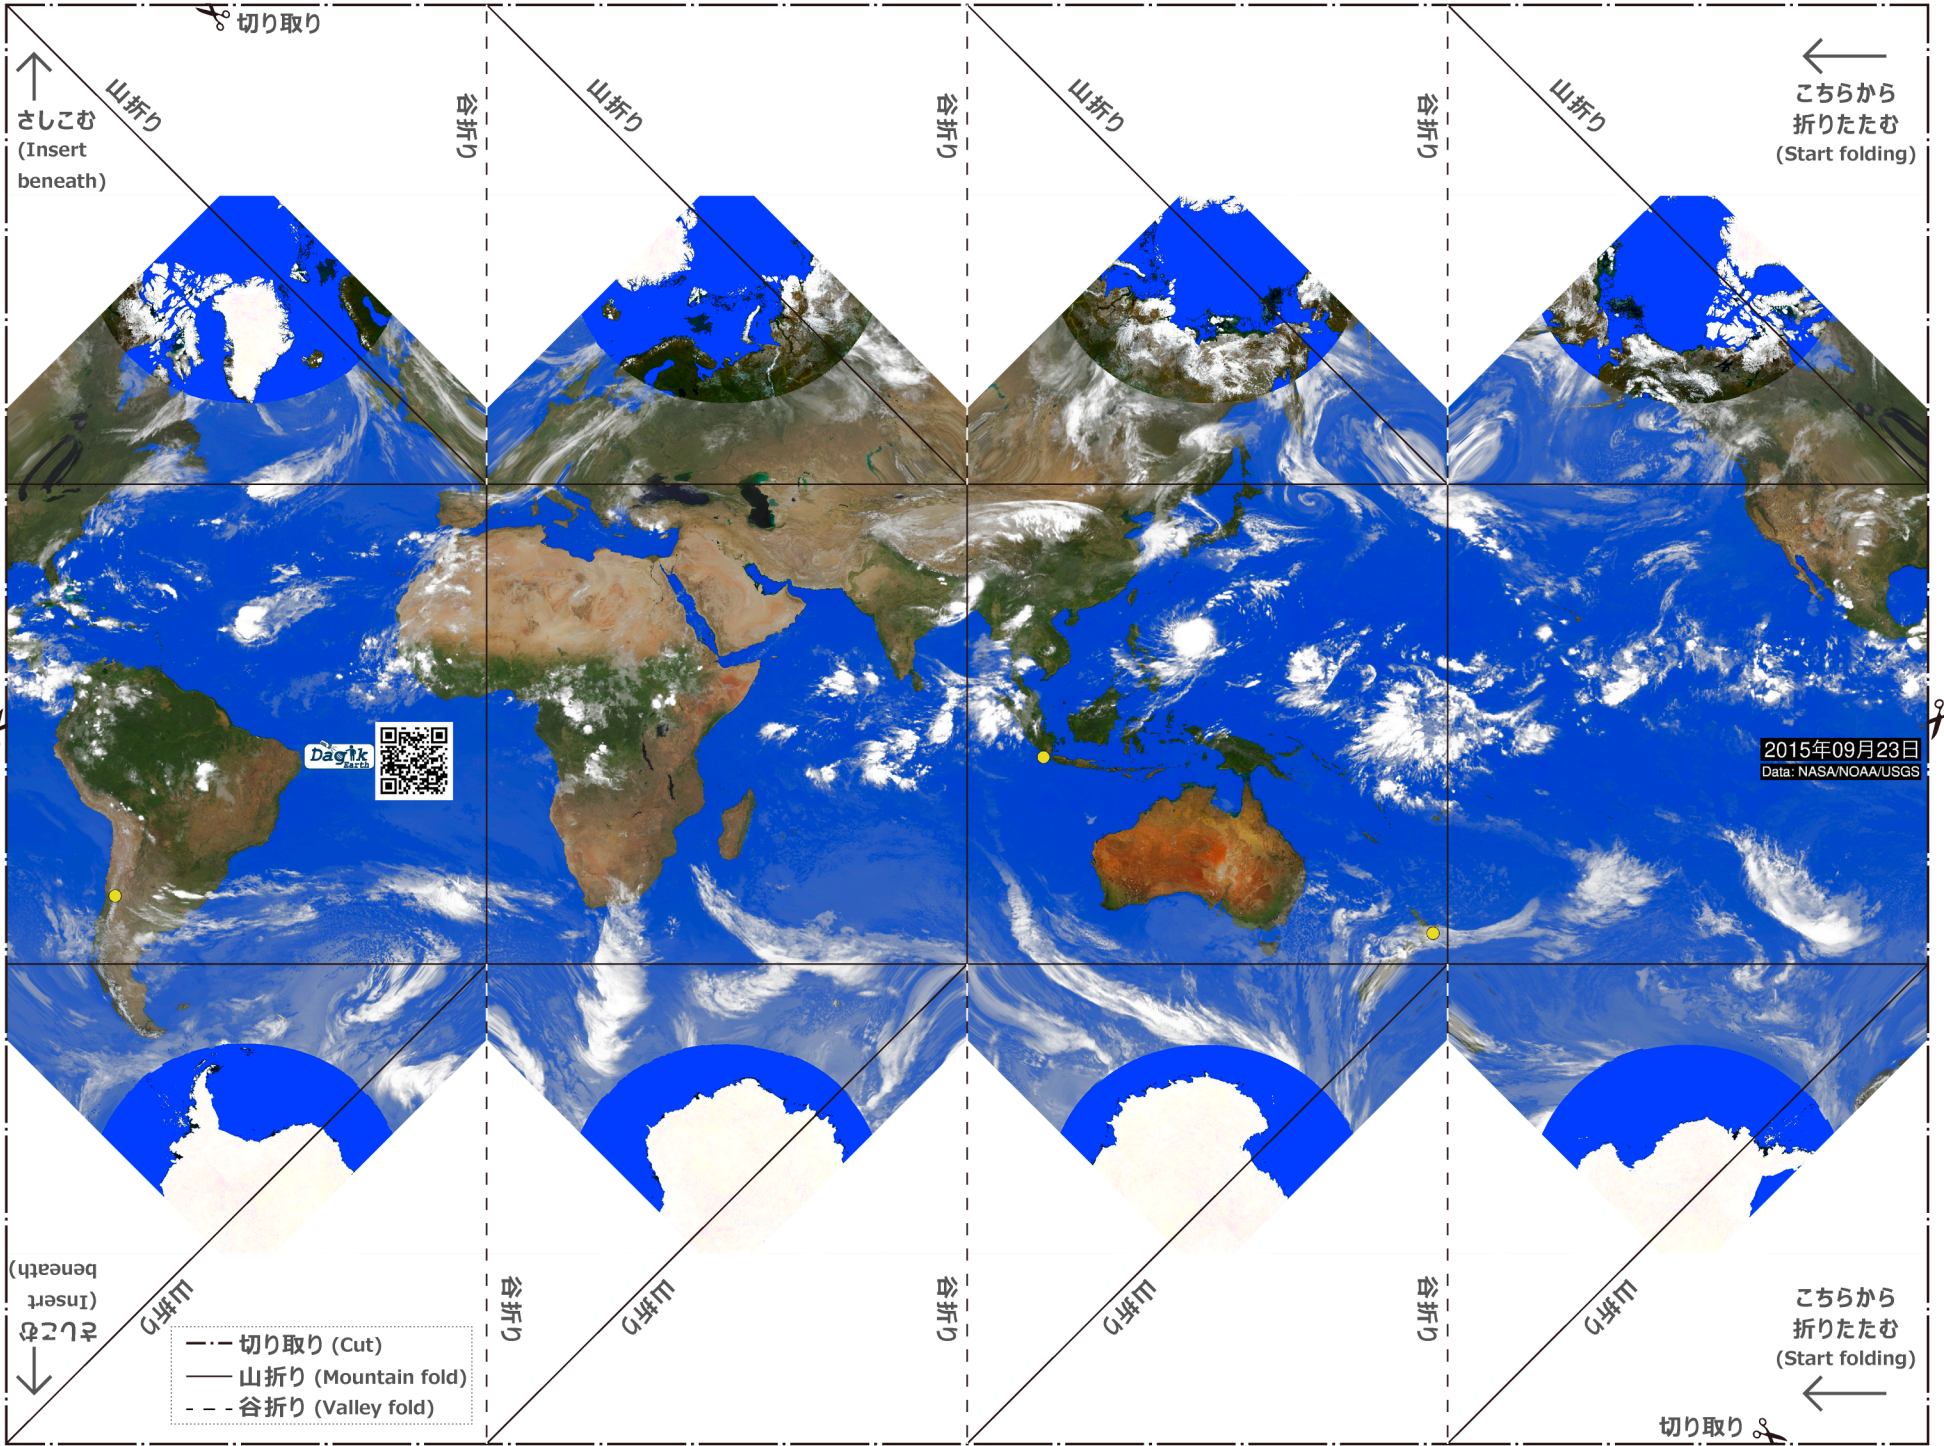 切り取り
山折り
谷折り
山折り
谷折り
山折り
谷折り
山折り
こちらから
折りたたむ
(Start folding)
さしこむ
(Insert
beneath)
Dagik
Earth
2015年09月23日
Data: NASA/NOAA/USGS
さしこむ
(Insert
beneath)
山折り
谷折り
山折り
谷折り
山折り
谷折り
山折り
こちらから
折りたたむ
(Start folding)
切り取り (Cut)
山折り (Mountain fold)
谷折り (Valley fold)
切り取り